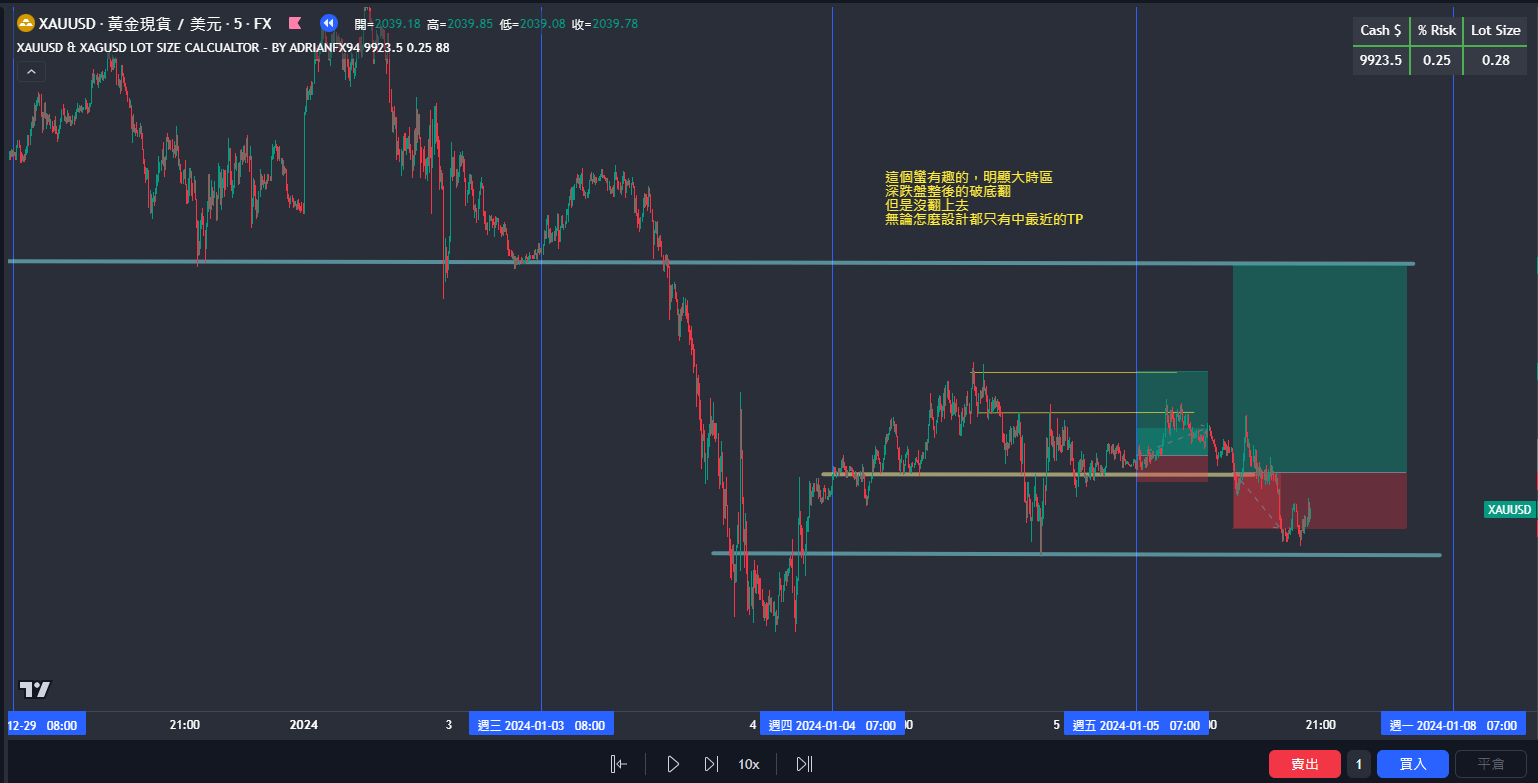 XAUUSD · 黃金現貨 / 美元 · 5 · FX 開=2039.18 高=2039.85 低=2039.08 收=2039.78
XAUUSD & XAGUSD LOT SIZE CALCUALTOR - BY ADRIANFX94 9923.5 0.25 88
Cash $ % Risk Lot Size
9923.5 0.25 0.28
這個蠻有趣的，明顯大時區
深跌盤整後的破底翻
但是沒翻上去
無論怎麼設計都只有中最近的TP
XAUUSD
12-29 08:00 21:00 2024 3 週三 2024-01-03 08:00 4 週四 2024-01-04 07:00 5 週五 2024-01-05 07:00 21:00 週一 2024-01-08 07:00
10x 賣出 1 買入 平倉